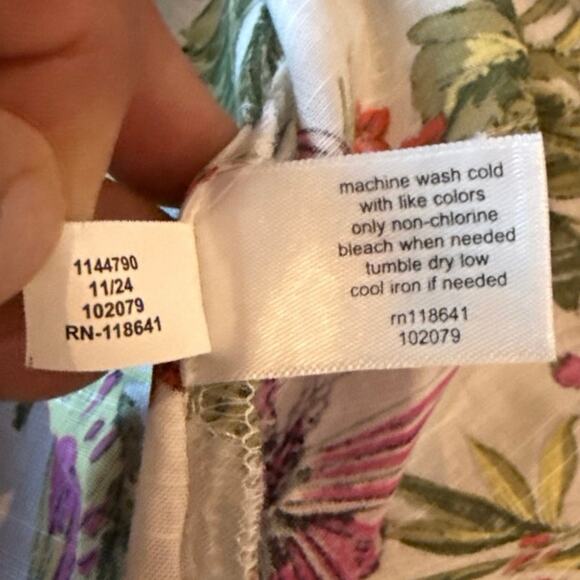 1144790
11/24
102079
RN-118641
machine wash cold
with like colors
only non-chlorine
bleach when needed
tumble dry low
cool iron if needed
rn118641
102079